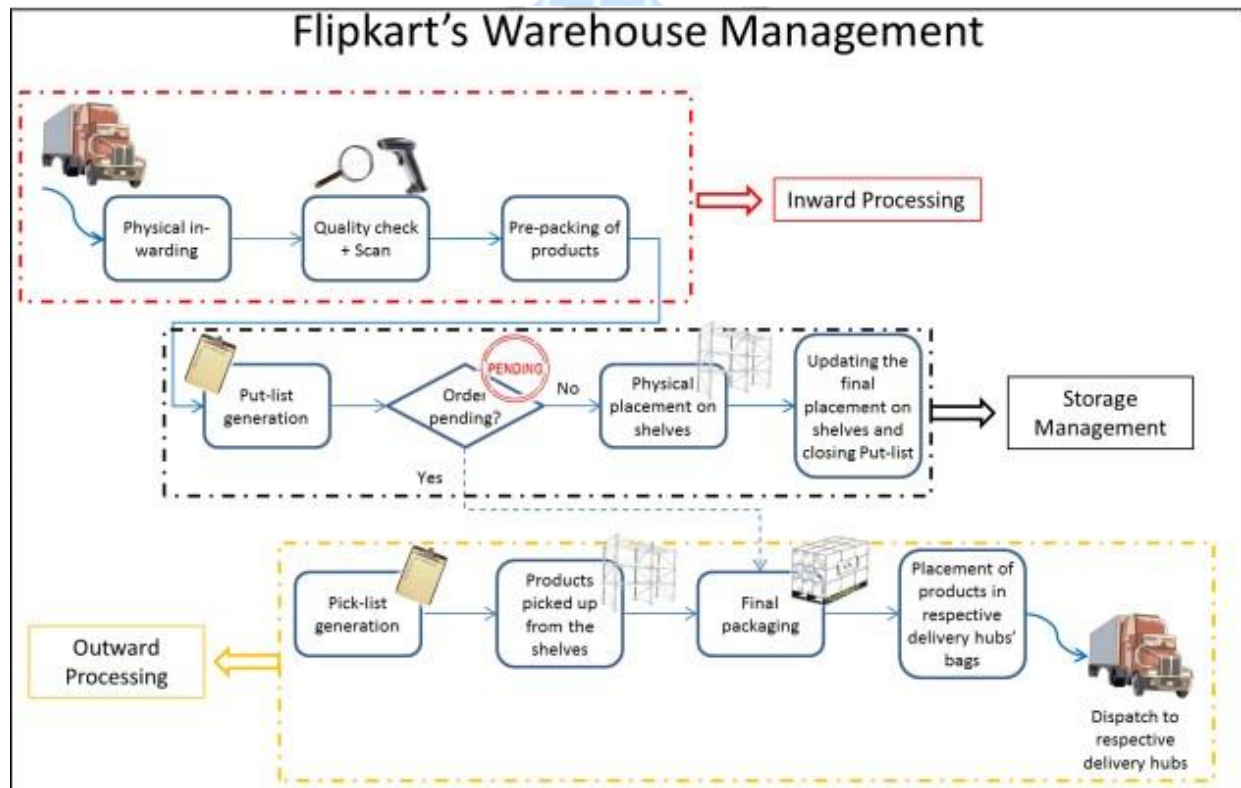 Flipkart's Warehouse Management
Physical in-
warding
Quality check
+ Scan
Pre-packing of
products
Inward Processing
Put-list
generation
Order
pending?
PENDING
No
Yes
Physical
placement on
shelves
Updating the
final
placement on
shelves and
closing Put-list
Storage
Management
Pick-list
generation
Products
picked up
from the
shelves
Final
packaging
Placement of
products in
respective
delivery hubs'
bags
Outward
Processing
Dispatch to
respective
delivery hubs